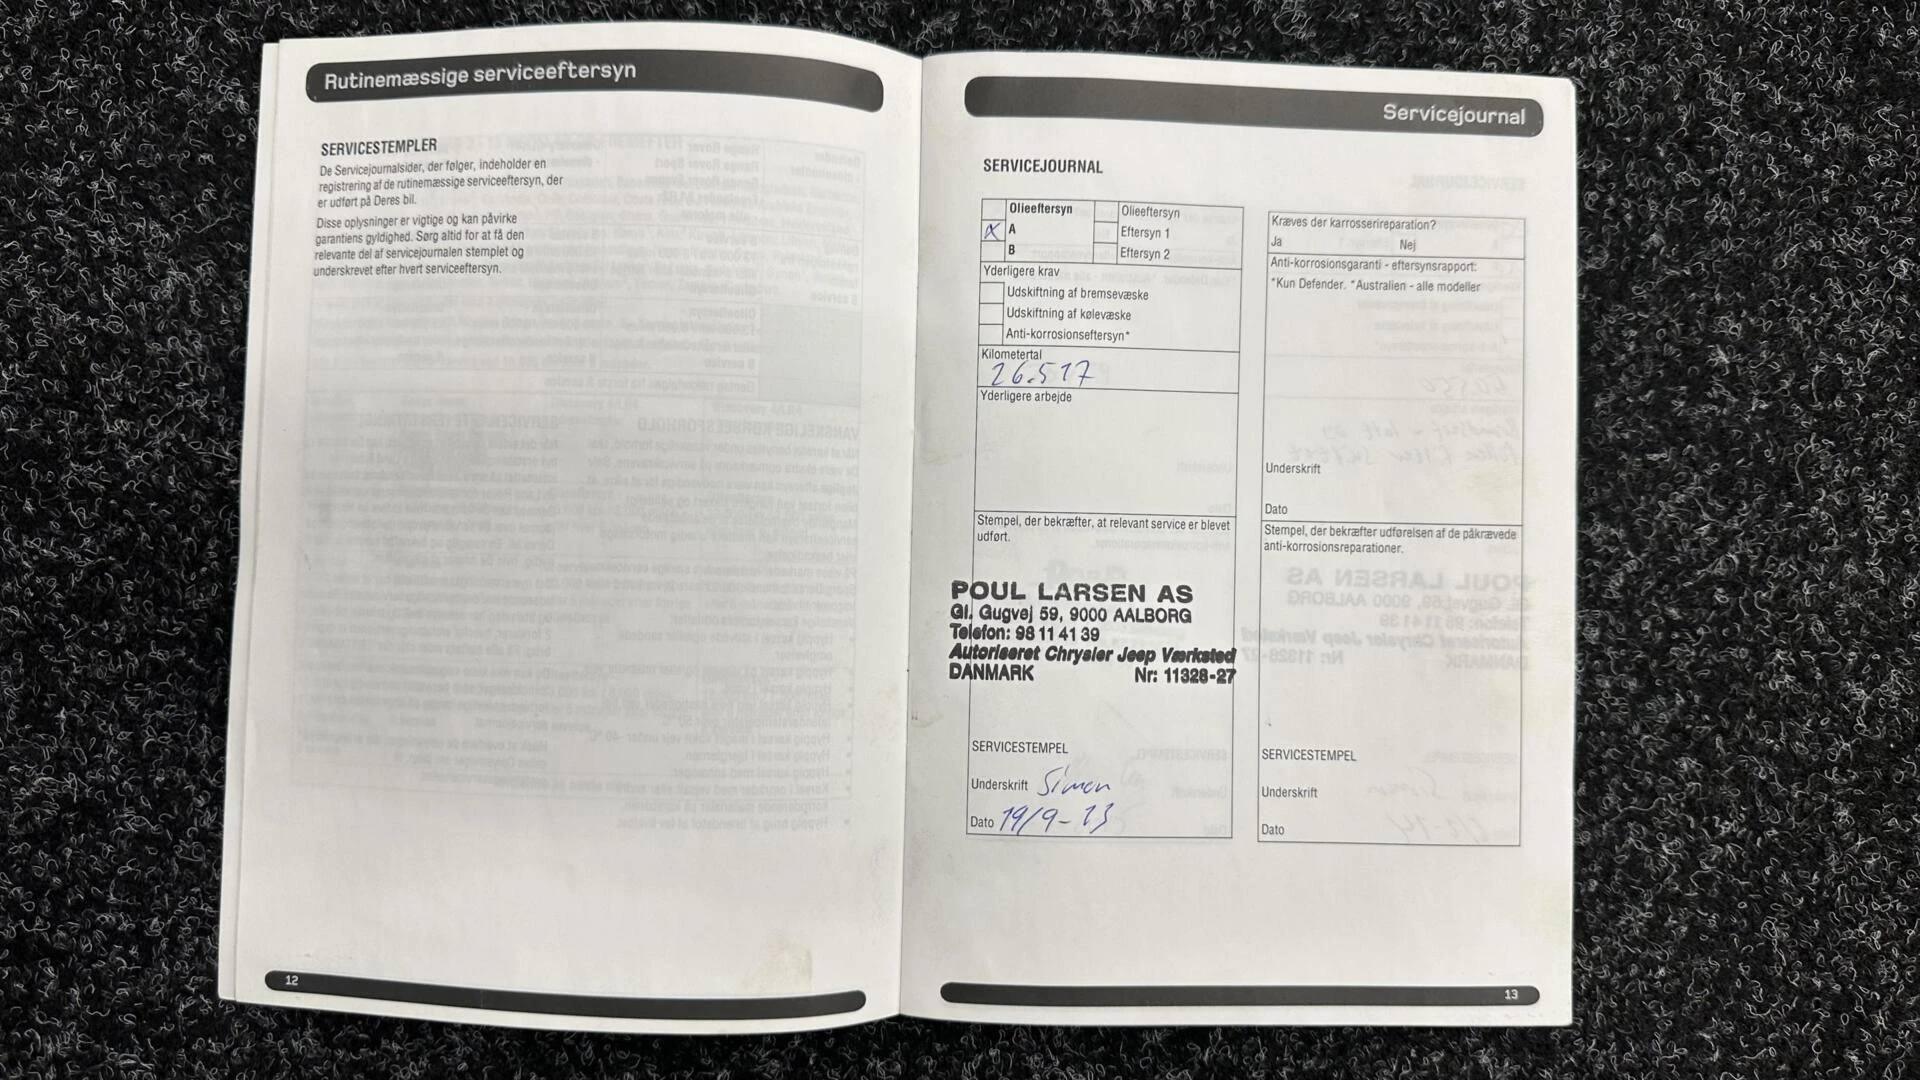 Rutinemæssige serviceeftersyn
SERVICESTEMPLER
De Servicejournalsider, der følger, indeholder en
registrering af de rutinemæssige serviceeftersyn, der
er udført på Deres bil.
Disse oplysninger er vigtige og kan påvirke
garantiens gyldighed. Sørg altid for at få den
relevante del af servicejournalen stemplet og
underskrevet efter hvert serviceeftersyn.
12
Servicejournal
SERVICEJOURNAL
Olieeftersyn
X A
B
Olieeftersyn
Eftersyn 1
Eftersyn 2
Yderligere krav
Udskiftning af bremsevæske
Udskiftning af kølevæske
Anti-korrosionseftersyn*
Kilometertal
26.517
Yderligere arbejde
Stempel, der bekræfter, at relevant service er blevet
udført.
POUL LARSEN AS
Gl. Gugvej 59, 9000 AALBORG
Telefon: 98 11 41 39
Autoriseret Chrysler Jeep Værksted
DANMARK Nr: 11328-27
SERVICESTEMPEL
Underskrift Simon
Dato 19/9-13
Kræves der karrosserireparation?
Ja Nej
Anti-korrosionsgaranti - eftersynsrapport:
*Kun Defender. *Australien - alle modeller
Underskrift
Dato
Stempel, der bekræfter udførelsen af de påkrævede
anti-korrosionsreparationer.
SERVICESTEMPEL
Underskrift
Dato
13